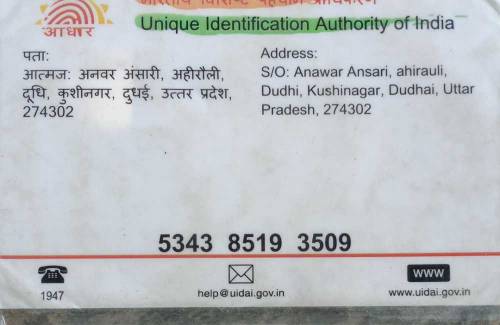 Unique Identification Authority of India
आधार
पता:
आत्मज: अनवर अंसारी, अहीरौली,
दूधि, कुशीनगर, दुधई, उत्तर प्रदेश,
274302
Address:
S/O: Anawar Ansari, ahirauli,
Dudhi, Kushinagar, Dudhai, Uttar
Pradesh, 274302
5343 8519 3509
1947
help@uidai.gov.in
www
www.uidai.gov.in